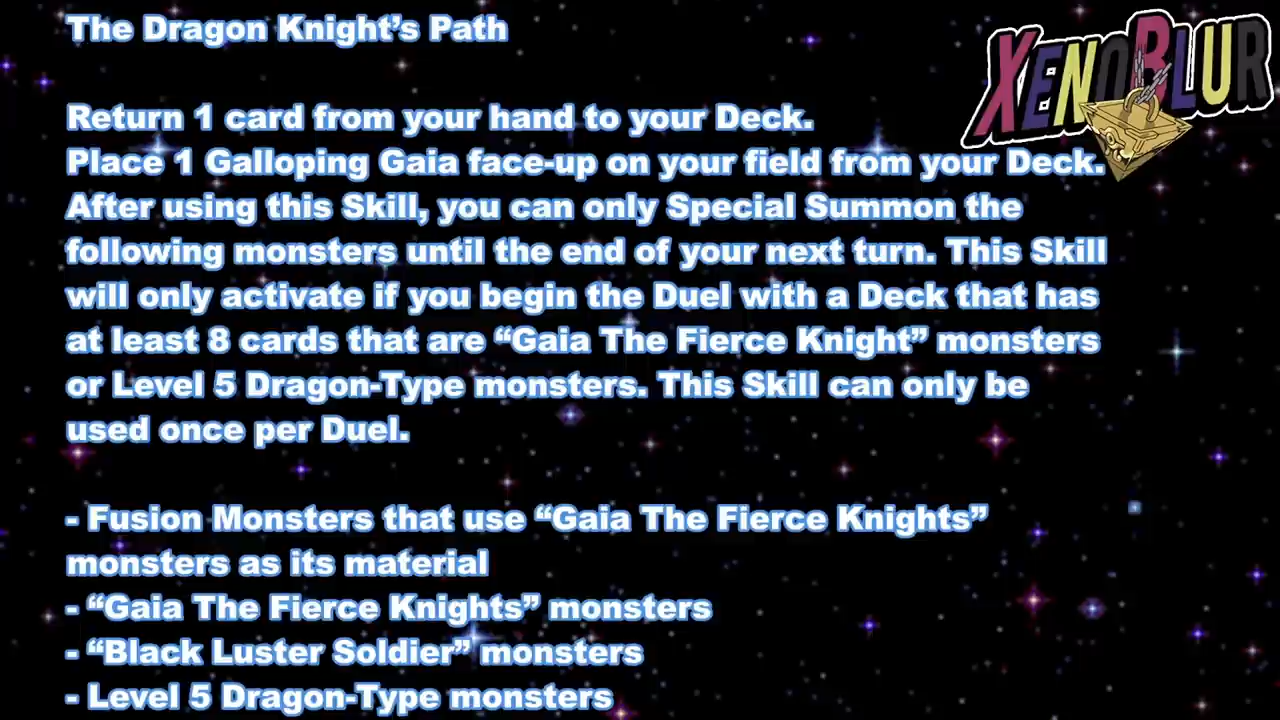 The Dragon Knight’s Path
XENOBLUR
Return 1 card from your hand to your Deck.
Place 1 Galloping Gaia face-up on your field from your Deck.
After using this Skill, you can only Special Summon the
following monsters until the end of your next turn. This Skill
will only activate if you begin the Duel with a Deck that has
at least 8 cards that are “Gaia The Fierce Knight” monsters
or Level 5 Dragon-Type monsters. This Skill can only be
used once per Duel.
- Fusion Monsters that use “Gaia The Fierce Knights”
monsters as its material
- “Gaia The Fierce Knights” monsters
- “Black Luster Soldier” monsters
- Level 5 Dragon-Type monsters